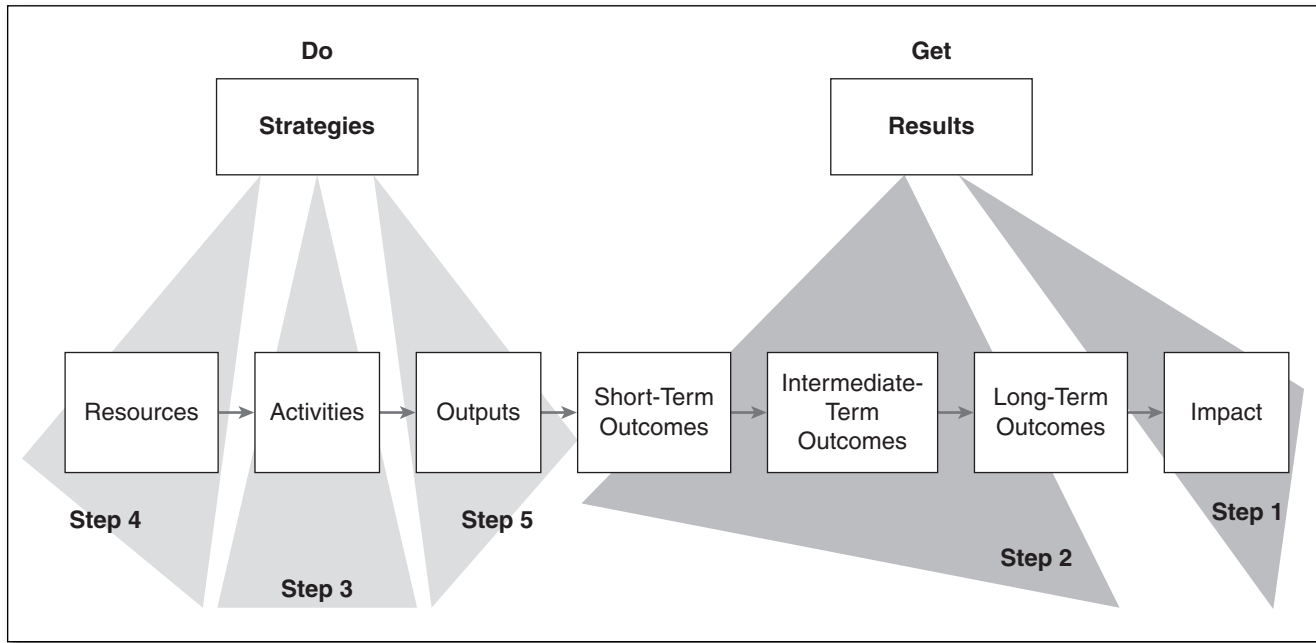 Do
Get
Strategies
Results
Resources
Activities
Outputs
Short-Term
Outcomes
Intermediate-
Term
Outcomes
Long-Term
Outcomes
Impact
Step 4
Step 5
Step 1
Step 2
Step 3